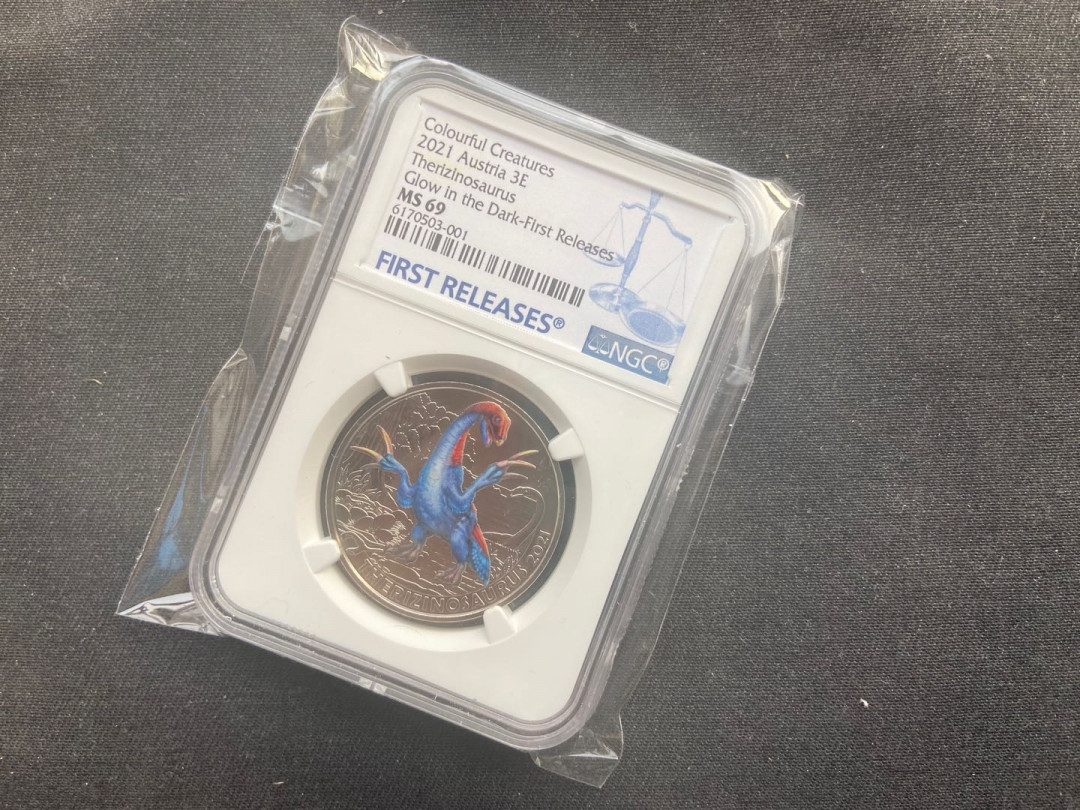 Colourful Creatures
2021 Austria 3E
Therizinosaurus
Glow in the Dark-First Releases
MS 69
6170503-001
FIRST RELEASES®
NGC®
THERIZINOSAURUS 2021